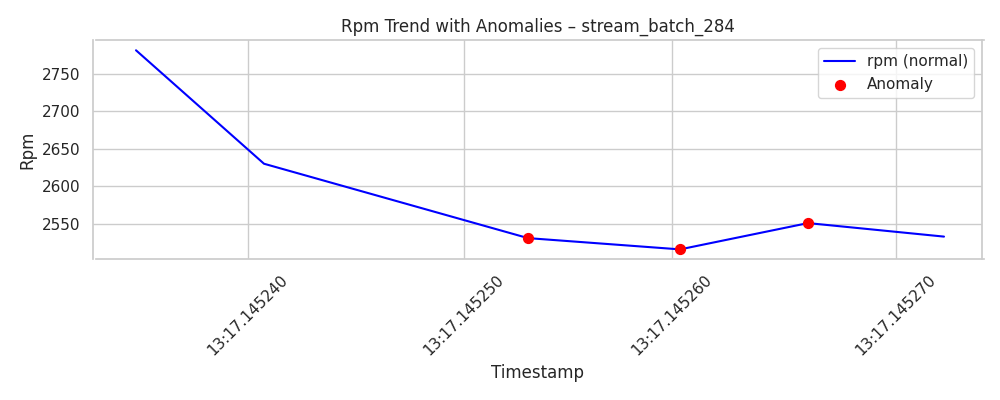 Rpm Trend with Anomalies – stream_batch_284
rpm (normal)
Anomaly
Rpm
2750
2700
2650
2600
2550
13:17.145240
13:17.145250
13:17.145260
13:17.145270
Timestamp